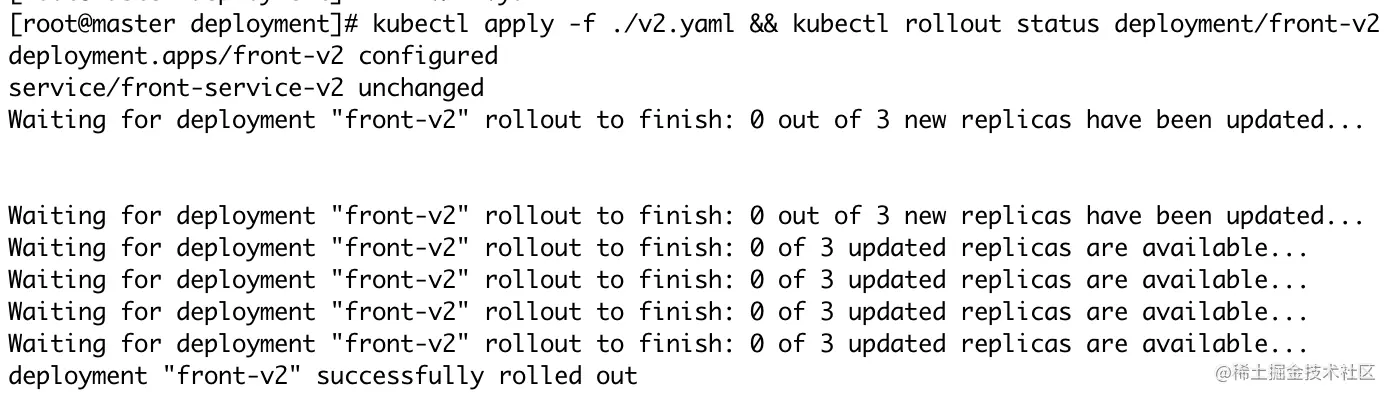 [root@master deployment]# kubectl apply -f ./v2.yaml && kubectl rollout status deployment/front-v2
deployment.apps/front-v2 configured
service/front-service-v2 unchanged
Waiting for deployment "front-v2" rollout to finish: 0 out of 3 new replicas have been updated...
Waiting for deployment "front-v2" rollout to finish: 0 out of 3 new replicas have been updated...
Waiting for deployment "front-v2" rollout to finish: 0 of 3 updated replicas are available...
Waiting for deployment "front-v2" rollout to finish: 0 of 3 updated replicas are available...
Waiting for deployment "front-v2" rollout to finish: 0 of 3 updated replicas are available...
Waiting for deployment "front-v2" rollout to finish: 0 of 3 updated replicas are available...
deployment "front-v2" successfully rolled out
@稀土掘金技术社区